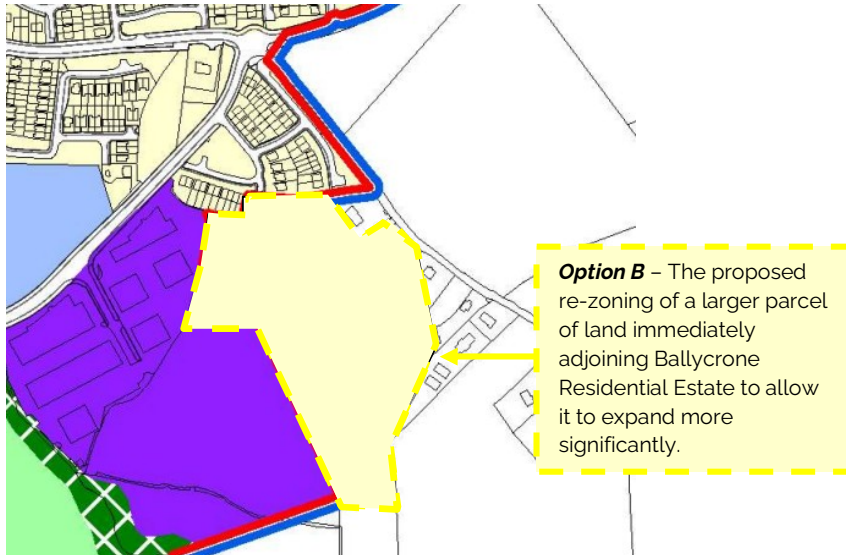 Option B – The proposed
re-zoning of a larger parcel
of land immediately
adjoining Ballycrone
Residential Estate to allow
it to expand more
significantly.